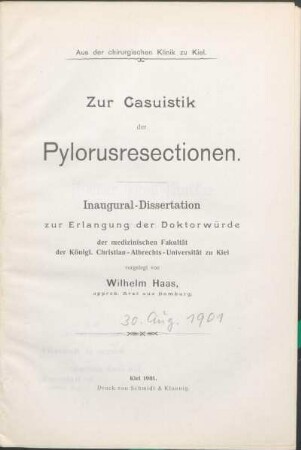 Aus der chirurgischen Klinik zu Kiel.
Zur Casuistik
der
Pylorusresectionen.
Inaugural-Dissertation
zur Erlangung der Doktorwürde
der medizinischen Fakultät
der Königl. Christian-Albrechts-Universität zu Kiel
vorgelegt von
Wilhelm Haas,
approb. Arzt aus Homburg.
30. Aug. 1901
Kiel 1901.
Druck von Schmidt & Klaunig.